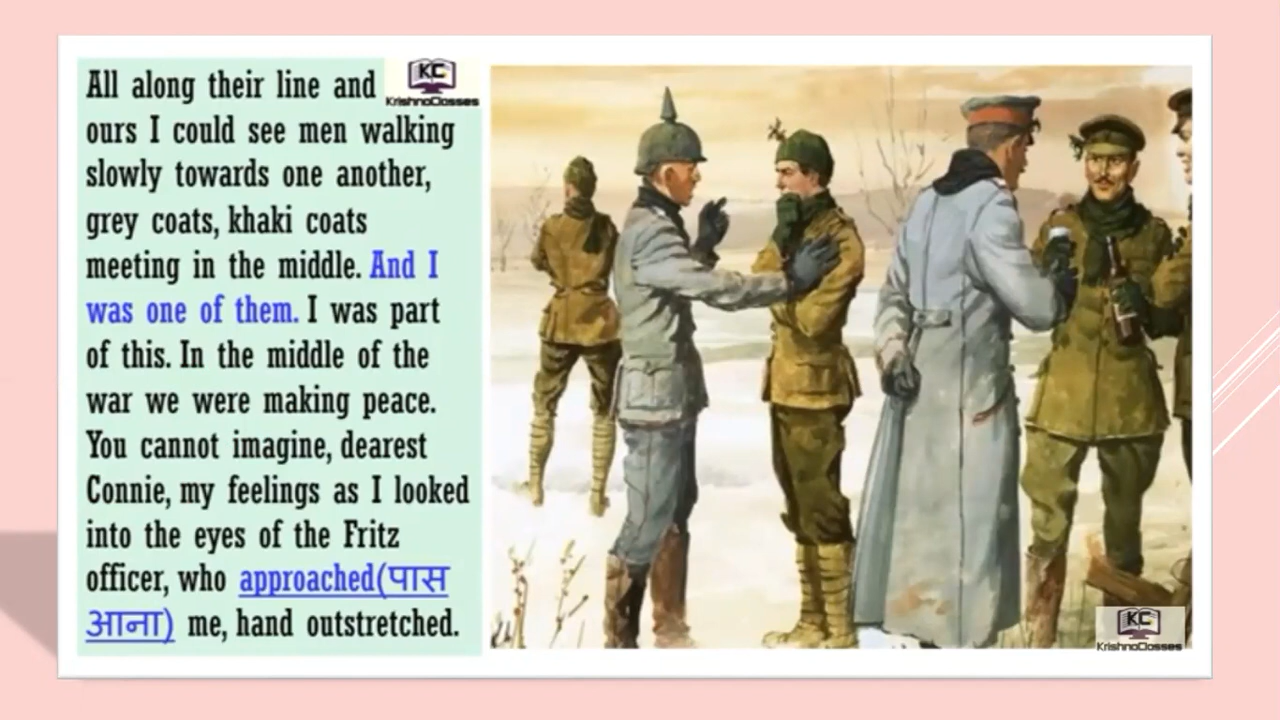 All along their line and
ours I could see men walking
slowly towards one another,
grey coats, khaki coats
meeting in the middle. And I
was one of them. I was part
of this. In the middle of the
war we were making peace.
You cannot imagine, dearest
Connie, my feelings as I looked
into the eyes of the Fritz
officer, who approached(पास
आना) me, hand outstretched.
KC
KrishnaClasses
KC
KrishnaClasses